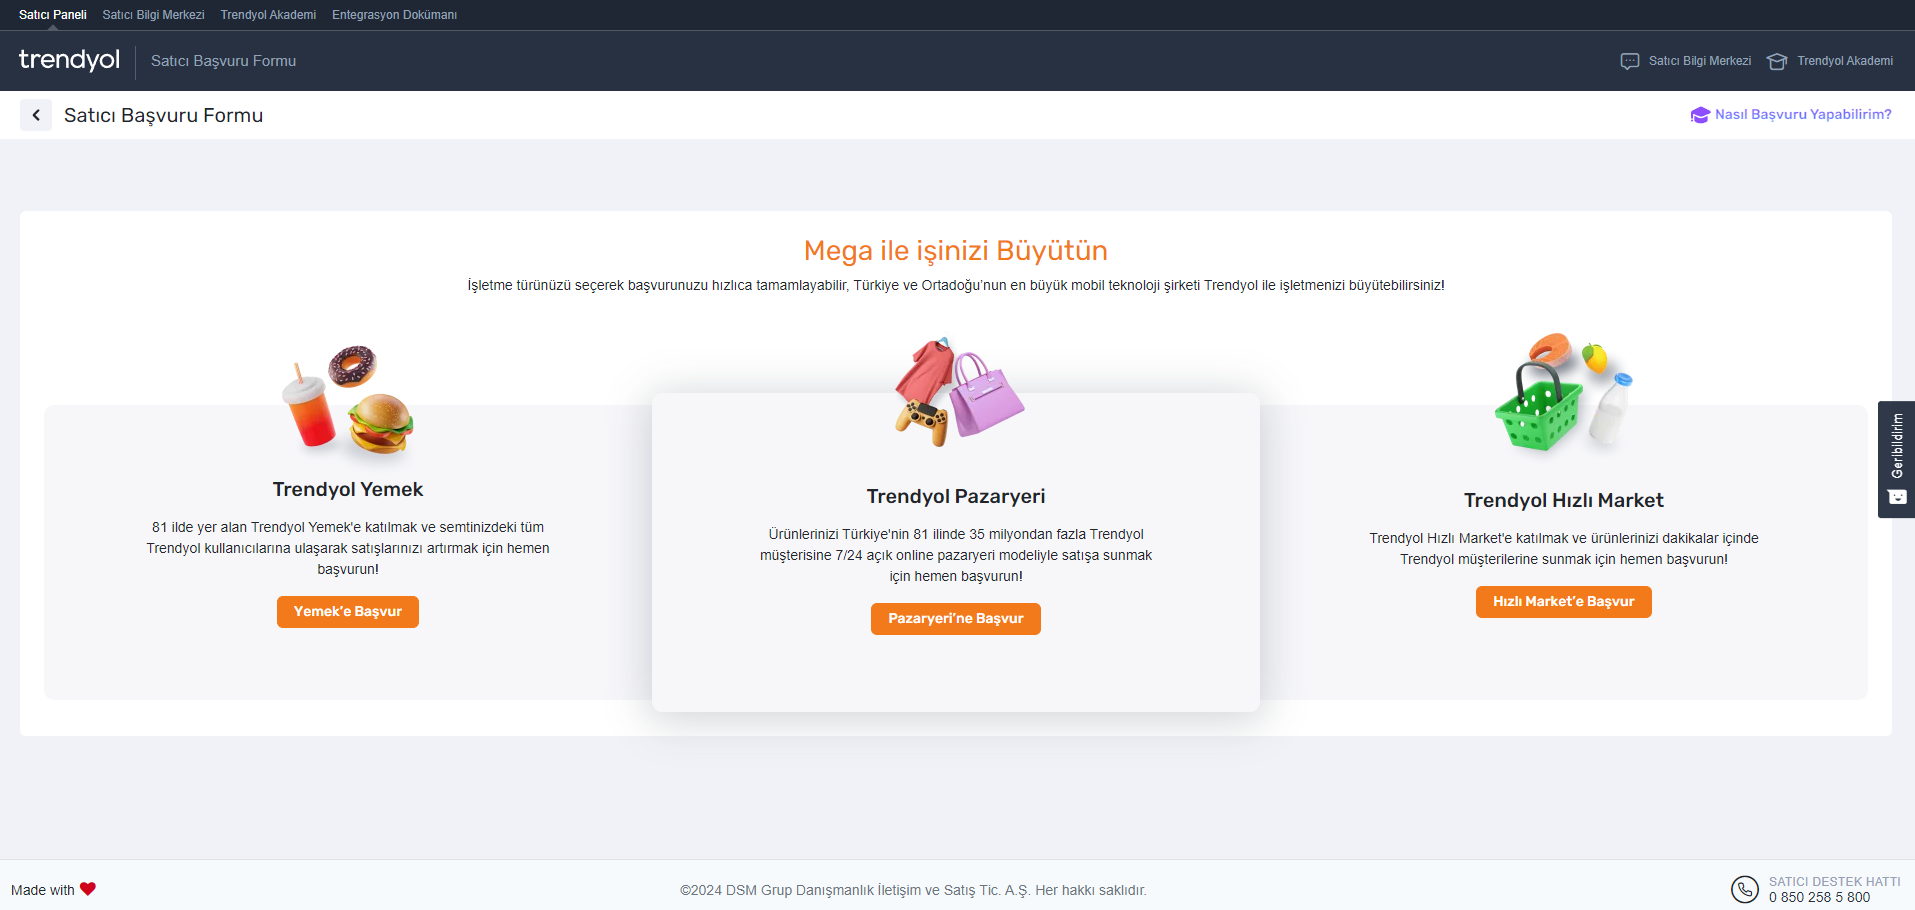 Satıcı Paneli Satıcı Bilgi Merkezi Trendyol Akademi Entegrasyon Dokümanı
trendyol Satıcı Başvuru Formu Satıcı Bilgi Merkezi Trendyol Akademi
Satıcı Başvuru Formu Nasıl Başvuru Yapabilirim?
Mega ile işinizi Büyütün
İşletme türünüzü seçerek başvurunuzu hızlıca tamamlayabilir, Türkiye ve Ortadoğu'nun en büyük mobil teknoloji şirketi Trendyol ile işletmenizi büyütebilirsiniz!
Trendyol Yemek
81 ilde yer alan Trendyol Yemek'e katılmak ve semtinizdeki tüm
Trendyol kullanıcılarına ulaşarak satışlarınızı artırmak için hemen
başvurun!
Yemek'e Başvur
Trendyol Pazaryeri
Ürünlerinizi Türkiye'nin 81 ilinde 35 milyondan fazla Trendyol
müşterisine 7/24 açık online pazaryeri modeliyle satışa sunmak
için hemen başvurun!
Pazaryeri'ne Başvur
Trendyol Hızlı Market
Trendyol Hızlı Market'e katılmak ve ürünlerinizi dakikalar içinde
Trendyol müşterilerine sunmak için hemen başvurun!
Hızlı Market'e Başvur
Geribildirim
Made with
©2024 DSM Grup Danışmanlık İletişim ve Satış Tic. A.Ş. Her hakkı saklıdır.
SATICI DESTEK HATTI
0 850 258 5 800